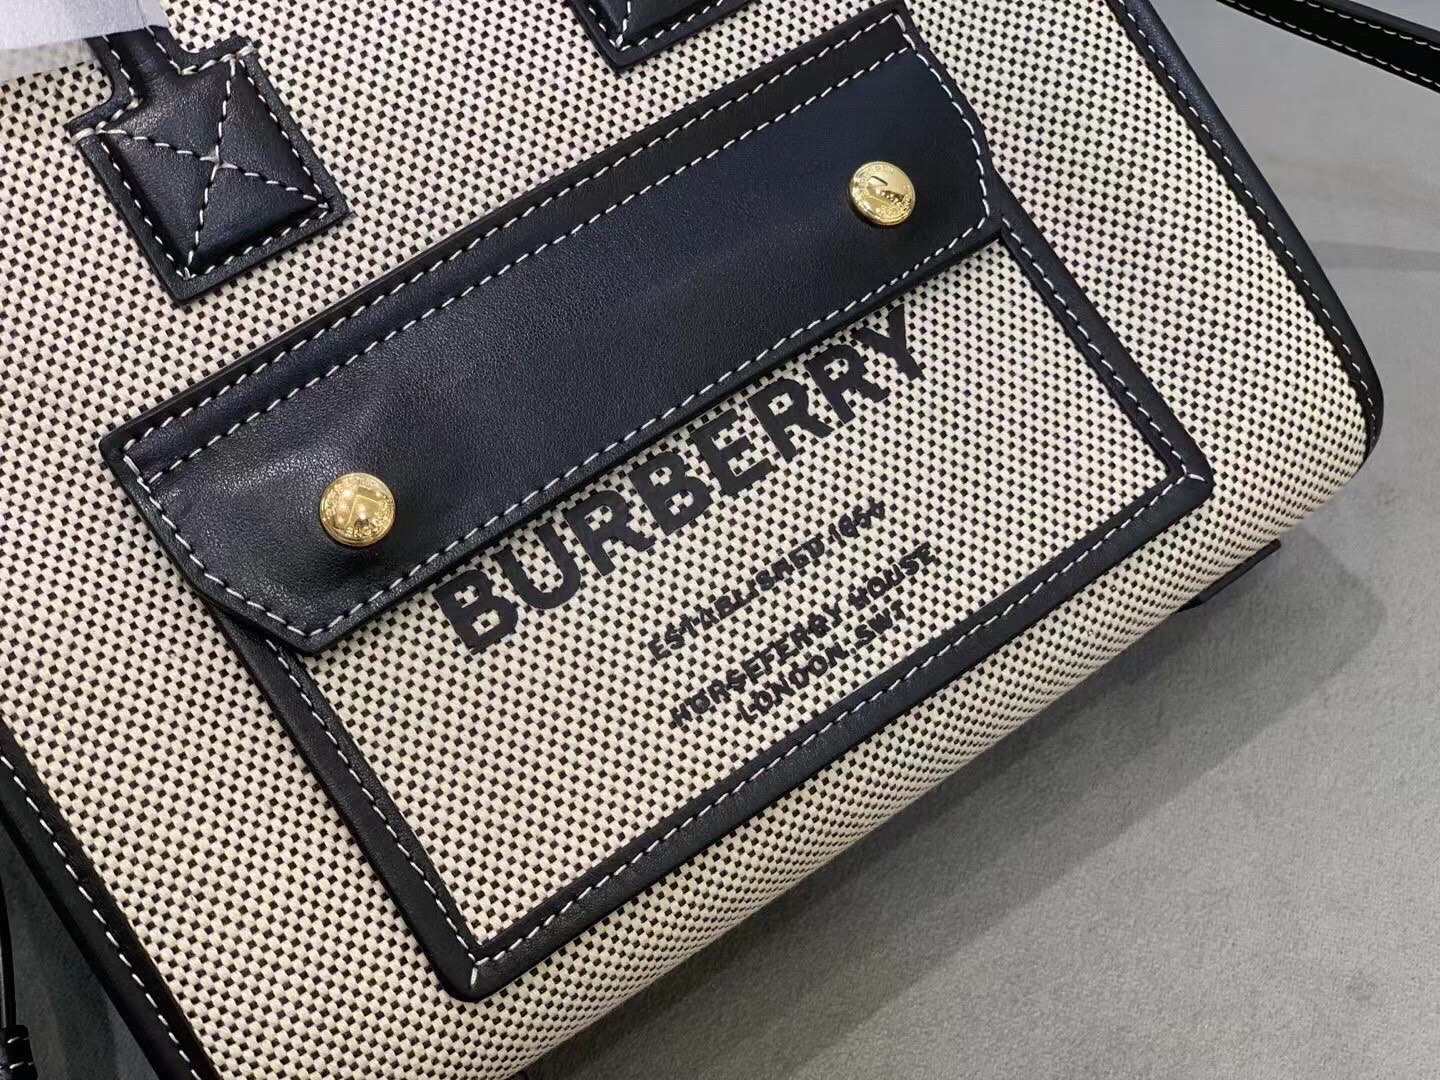 BURBERRY
ESTABLISHED 1856
HORSEFERRY HOUSE
LONDON.SW1